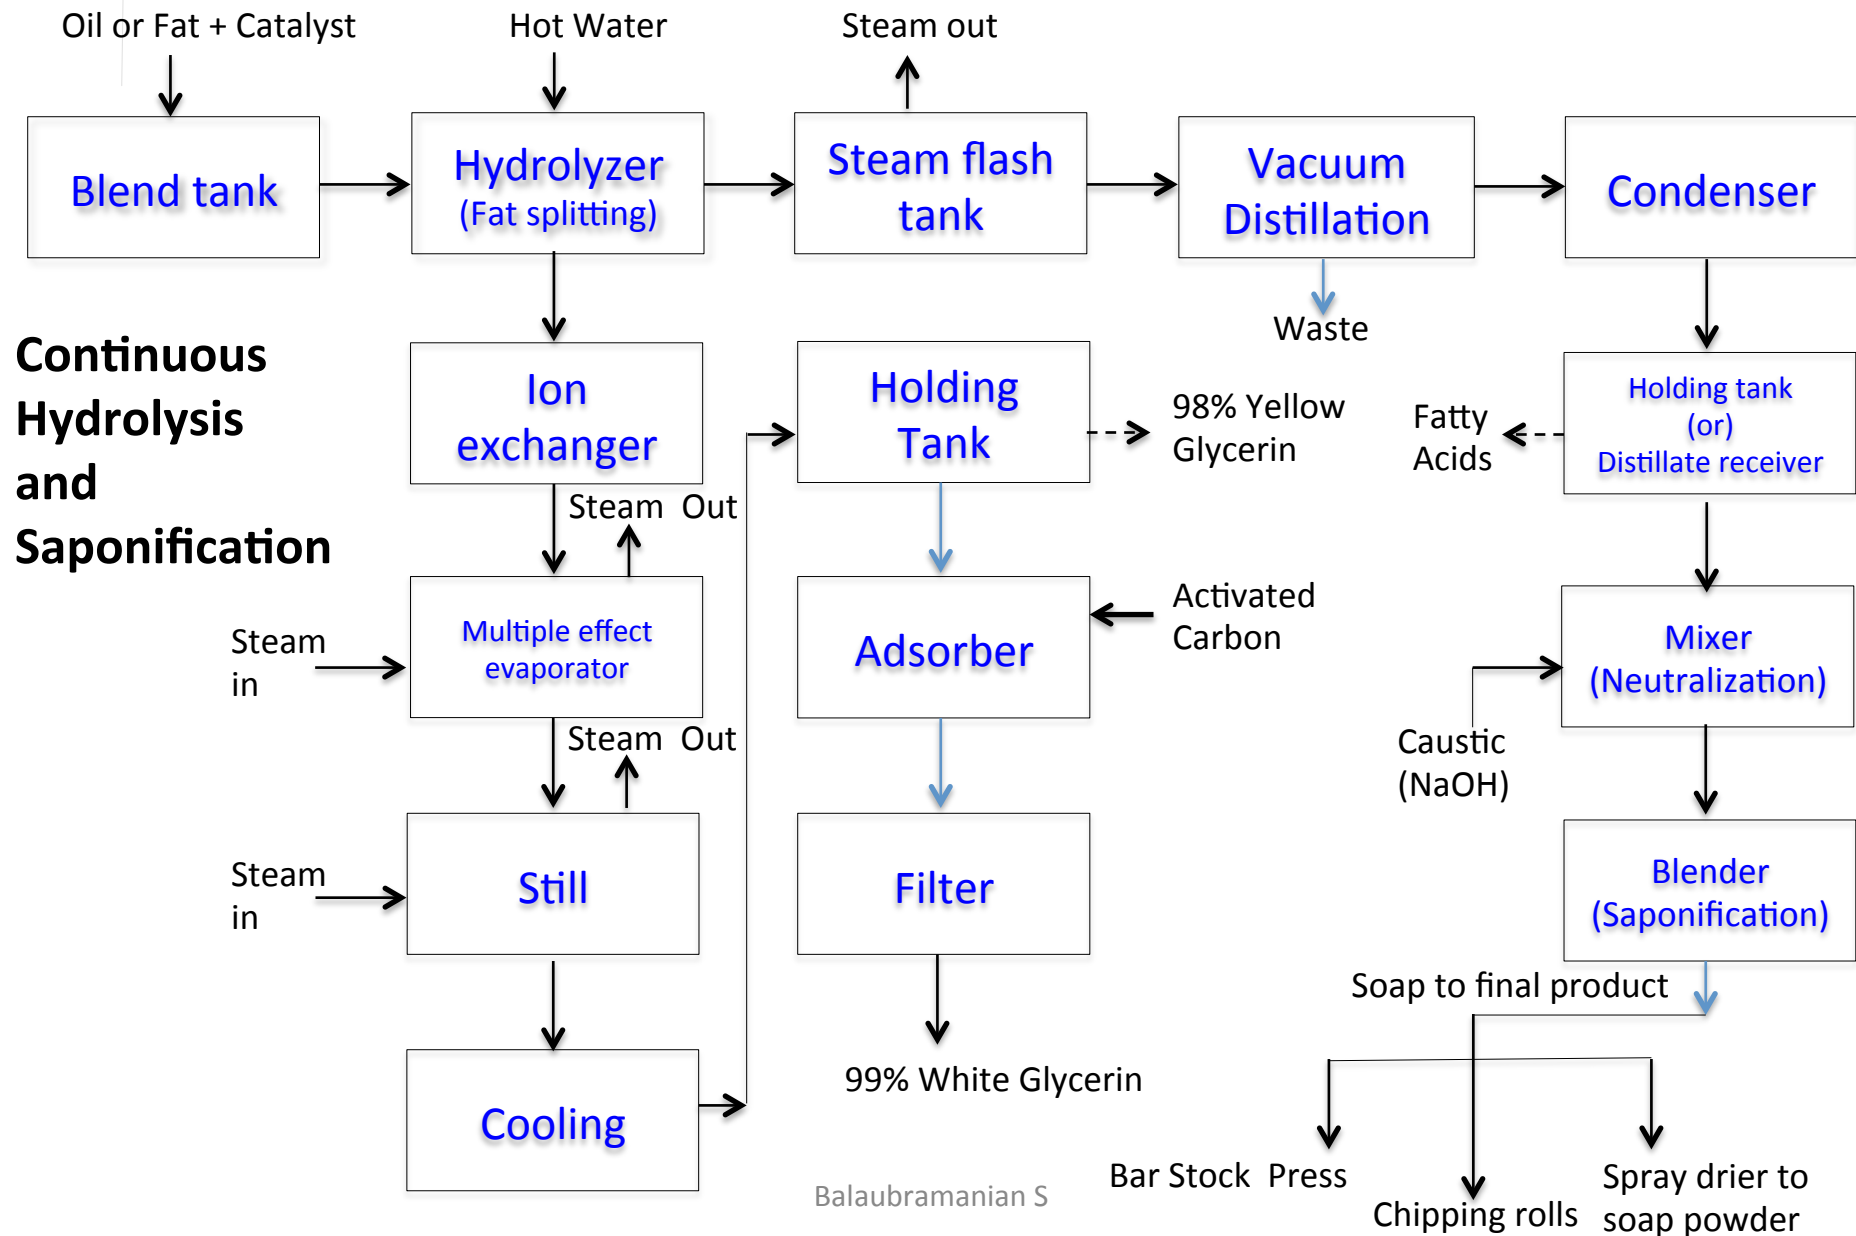 Oil or Fat + Catalyst
Hot Water
Steam out
Blend tank
Hydrolyzer
(Fat splitting)
Steam flash
tank
Vacuum
Distillation
Condenser
Waste
Continuous
Hydrolysis
and
Saponification
Ion
exchanger
Holding
Tank
98% Yellow
Glycerin
Fatty
Acids
Holding tank
(or)
Distillate receiver
Steam Out
Steam
in
Multiple effect
evaporator
Adsorber
Activated
Carbon
Mixer
(Neutralization)
Caustic
(NaOH)
Steam Out
Steam
in
Still
Filter
Blender
(Saponification)
Soap to final product
99% White Glycerin
Cooling
Bar Stock Press
Chipping rolls
Spray drier to
soap powder
Balaubramanian S